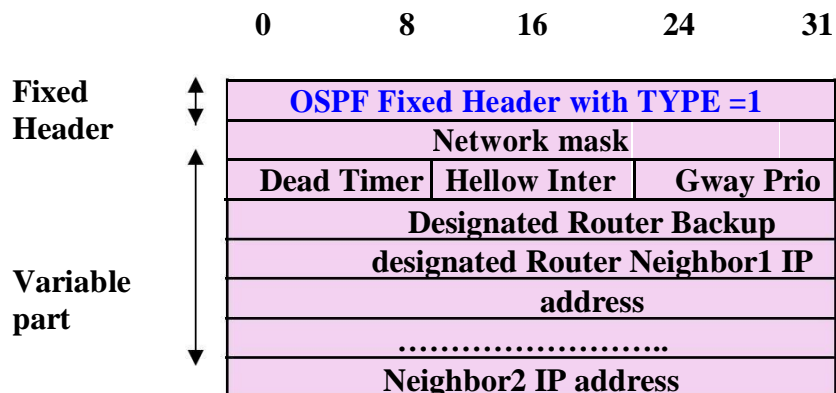 0 8 16 24 31
Fixed
Header
OSPF Fixed Header with TYPE =1
Network mask
Dead Timer Hellow Inter Gway Prio
Designated Router Backup
designated Router Neighbor1 IP
Variable
part
address
……………………..
Neighbor2 IP address